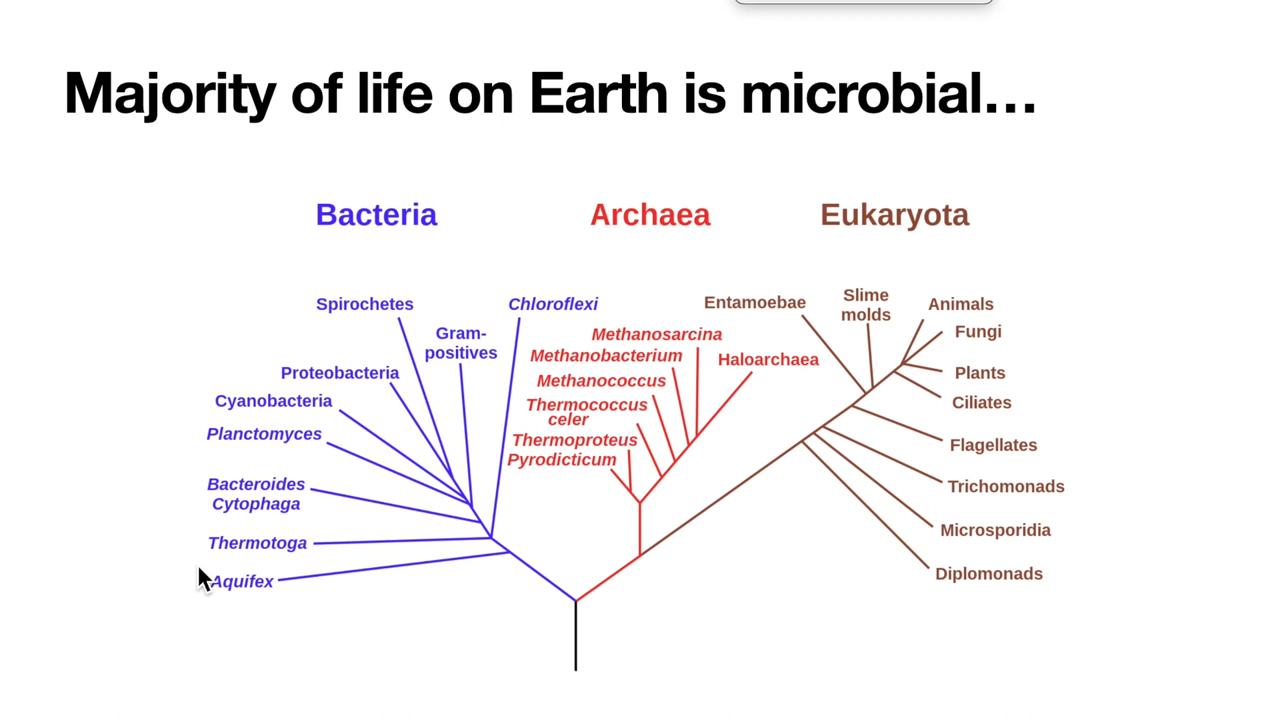 Majority of life on Earth is microbial…
Bacteria
Archaea
Eukaryota
Spirochetes
Gram-
positives
Chloroflexi
Proteobacteria
Cyanobacteria
Planctomyces
Bacteroides
Cytophaga
Thermotoga
Aquifex
Methanosarcina
Methanobacterium
Haloarchaea
Methanococcus
Thermococcus
celer
Thermoproteus
Pyrodicticum
Entamoebae
Slime
molds
Animals
Fungi
Plants
Ciliates
Flagellates
Trichomonads
Microsporidia
Diplomonads